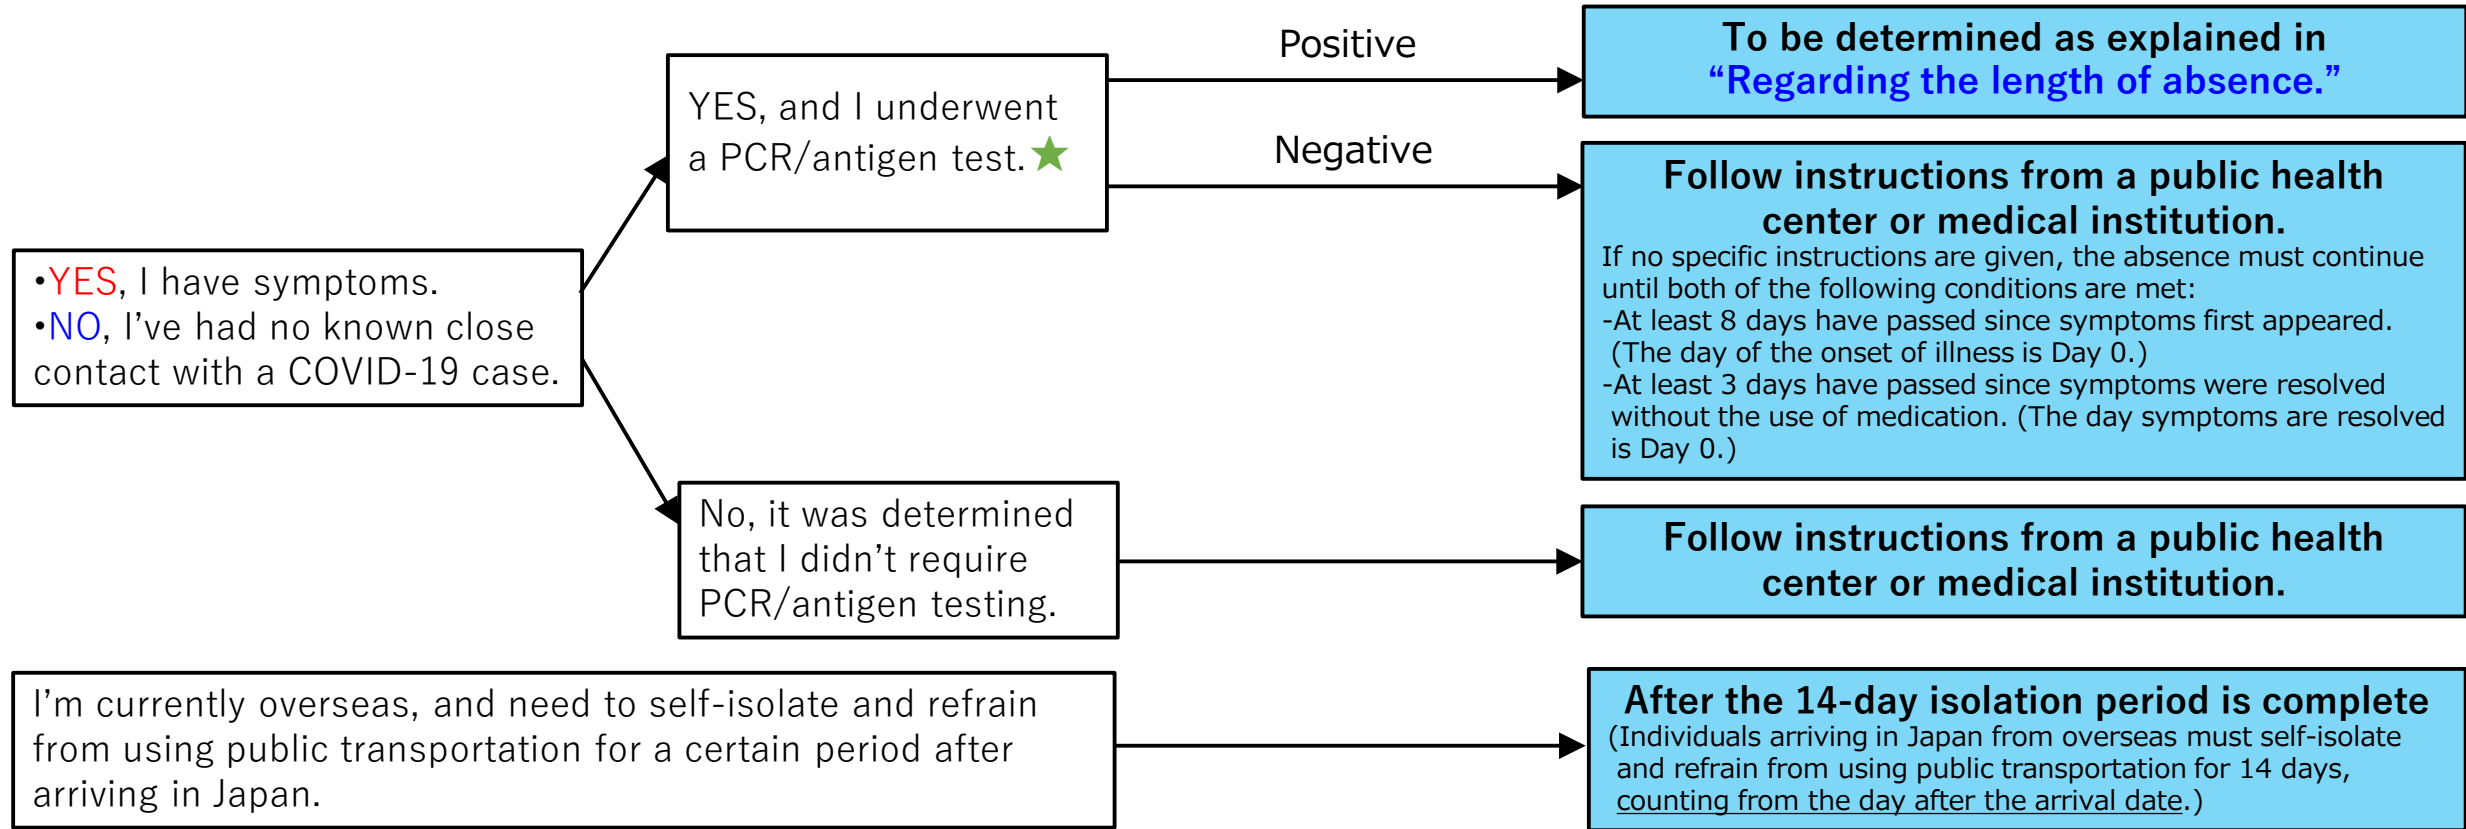 •YES, I have symptoms.
•NO, I’ve had no known close
contact with a COVID-19 case.
YES, and I underwent
a PCR/antigen test.★
Positive
To be determined as explained in
“Regarding the length of absence.”
Negative
Follow instructions from a public health
center or medical institution.
If no specific instructions are given, the absence must continue
until both of the following conditions are met:
-At least 8 days have passed since symptoms first appeared.
(The day of the onset of illness is Day 0.)
-At least 3 days have passed since symptoms were resolved
without the use of medication. (The day symptoms are resolved
is Day 0.)
No, it was determined
that I didn’t require
PCR/antigen testing.
Follow instructions from a public health
center or medical institution.
I’m currently overseas, and need to self-isolate and refrain
from using public transportation for a certain period after
arriving in Japan.
After the 14-day isolation period is complete
(Individuals arriving in Japan from overseas must self-isolate
and refrain from using public transportation for 14 days,
counting from the day after the arrival date.)